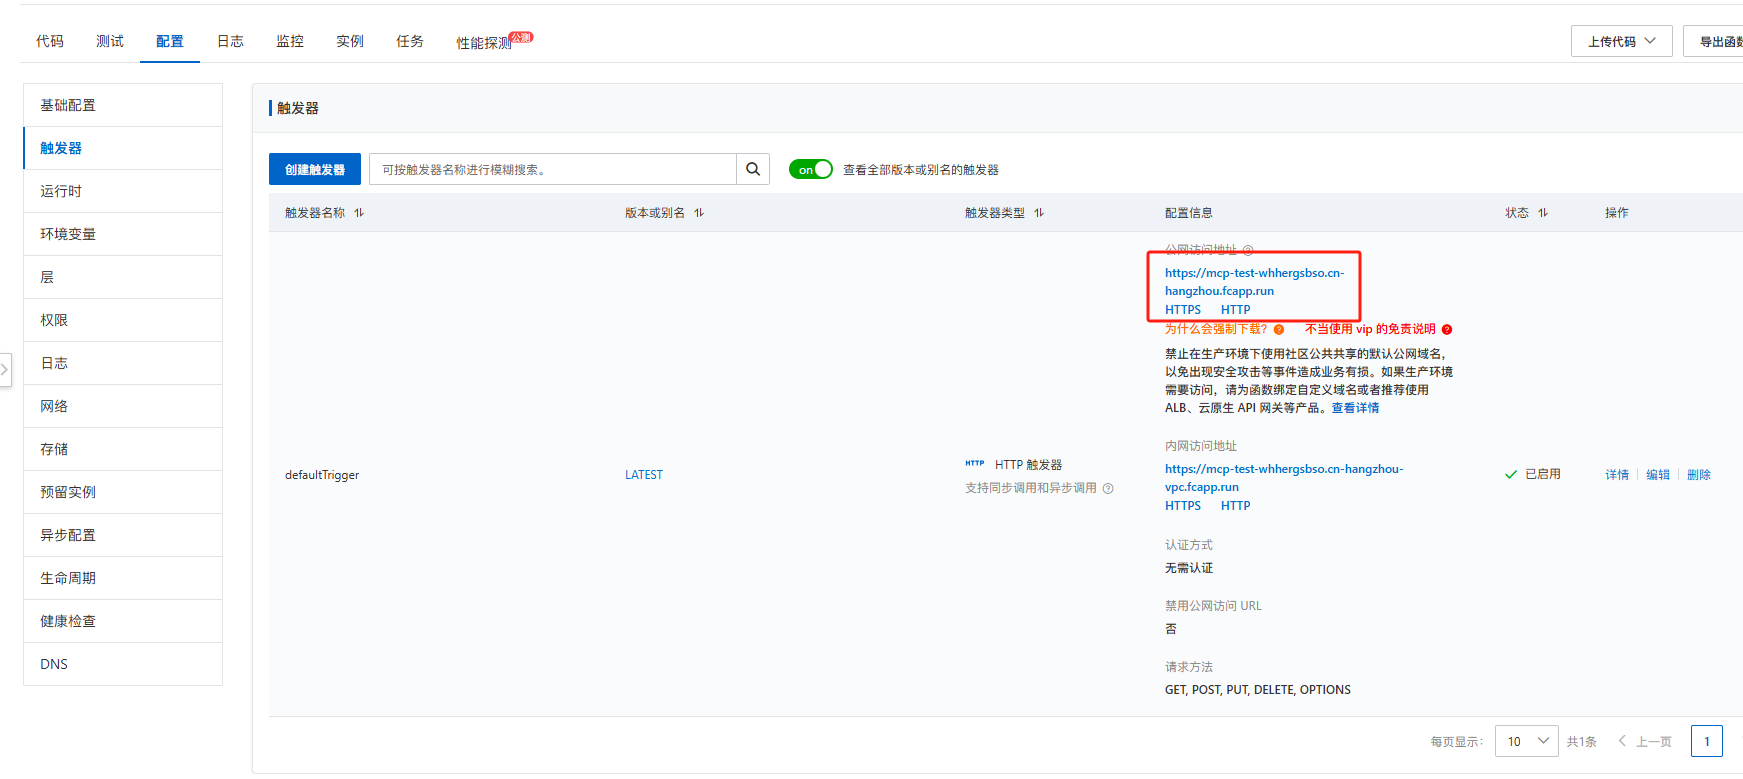 代码 测试 配置 日志 监控 实例 任务 性能探测 公测
上传代码 导出函数
基础配置
触发器
运行时
环境变量
层
权限
日志
网络
存储
预留实例
异步配置
生命周期
健康检查
DNS
触发器
创建触发器 可按触发器名称进行模糊搜索。 on 查看全部版本或别名的触发器
触发器名称 版本或别名 触发器类型 配置信息 状态 操作
公网访问地址
https://mcp-test-whhergsbso.cn-
hangzhou.fcapp.run
HTTPS HTTP
为什么会强制下载? 不当使用 vip 的免责说明
禁止在生产环境下使用社区公共共享的默认公网域名，
以免出现安全攻击等事件造成业务有损。如果生产环境
需要访问，请为函数绑定自定义域名或者推荐使用
ALB、云原生 API 网关等产品。查看详情
内网访问地址
https://mcp-test-whhergsbso.cn-hangzhou-
vpc.fcapp.run
HTTPS HTTP
defaultTrigger LATEST HTTP HTTP 触发器 已启用 详情 编辑 删除
支持同步调用和异步调用
认证方式
无需认证
禁用公网访问 URL
否
请求方法
GET, POST, PUT, DELETE, OPTIONS
每页显示： 10 共1条 上一页 1